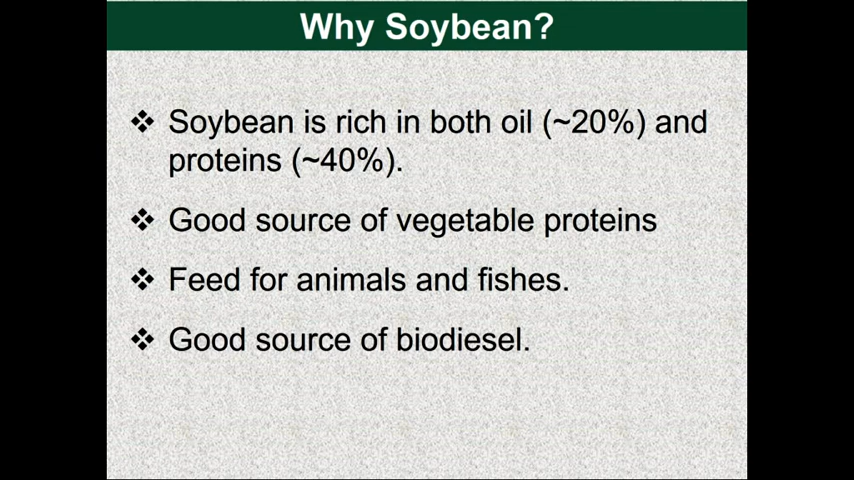 Why Soybean?
❖ Soybean is rich in both oil (~20%) and
proteins (~40%).
❖ Good source of vegetable proteins
❖ Feed for animals and fishes.
❖ Good source of biodiesel.